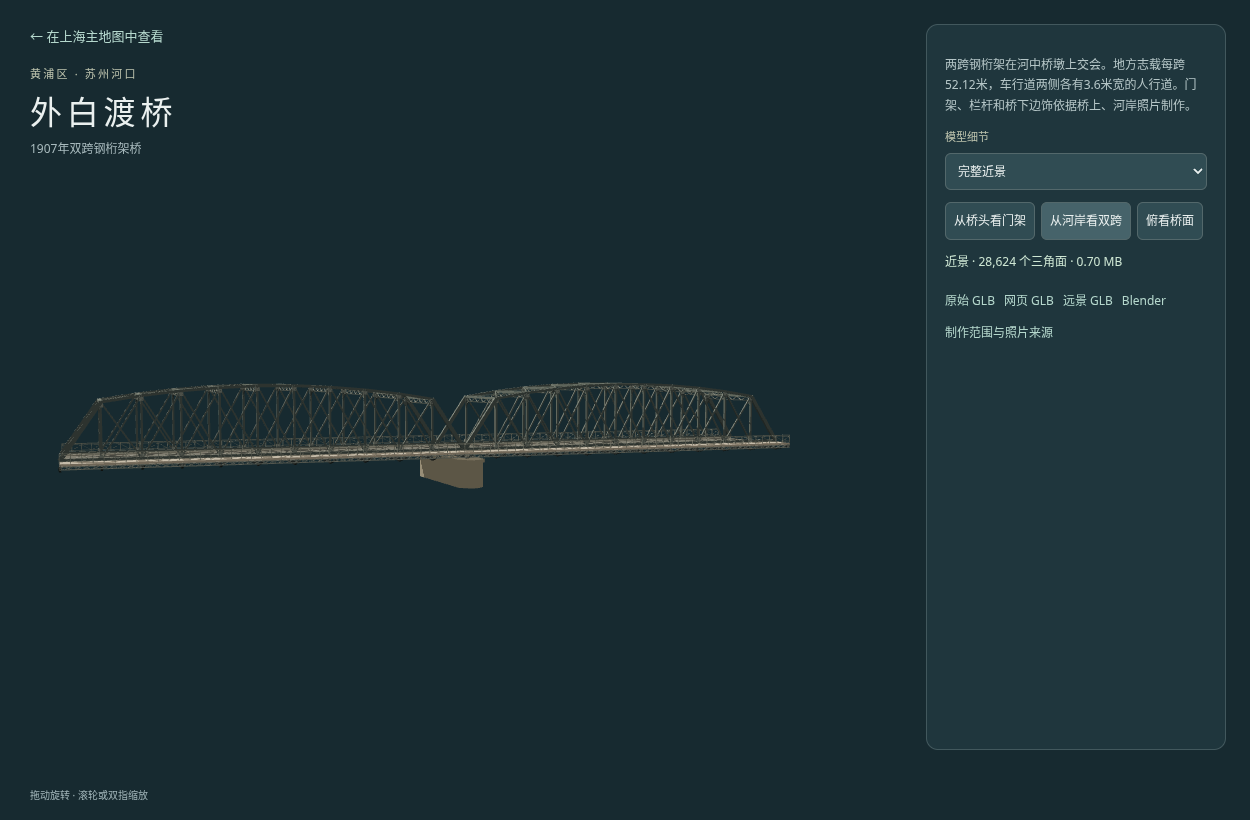 ← 在上海主地图中查看
黄浦区 · 苏州河口
外白渡桥
1907年双跨钢桁架桥
两跨钢桁架在河中桥墩上交会。地方志载每跨
52.12米，车行道两侧各有3.6米宽的人行道。门
架、栏杆和桥下边饰依据桥上、河岸照片制作。
模型细节
完整近景
从桥头看门架 从河岸看双跨 俯看桥面
近景 · 28,624 个三角面 · 0.70 MB
原始 GLB 网页 GLB 远景 GLB Blender
制作范围与照片来源
拖动旋转 · 滚轮或双指缩放